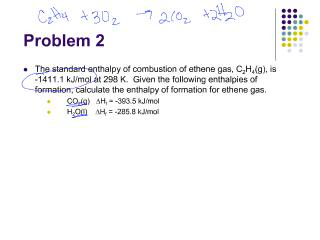 C₂H₄ + 3O₂ → 2CO₂ + 2H₂O
Problem 2
The standard enthalpy of combustion of ethene gas, C₂H₄(g), is
-1411.1 kJ/mol at 298 K. Given the following enthalpies of
formation, calculate the enthalpy of formation for ethene gas.
CO₂(g) ΔHf = -393.5 kJ/mol
H₂O(l) ΔHf = -285.8 kJ/mol